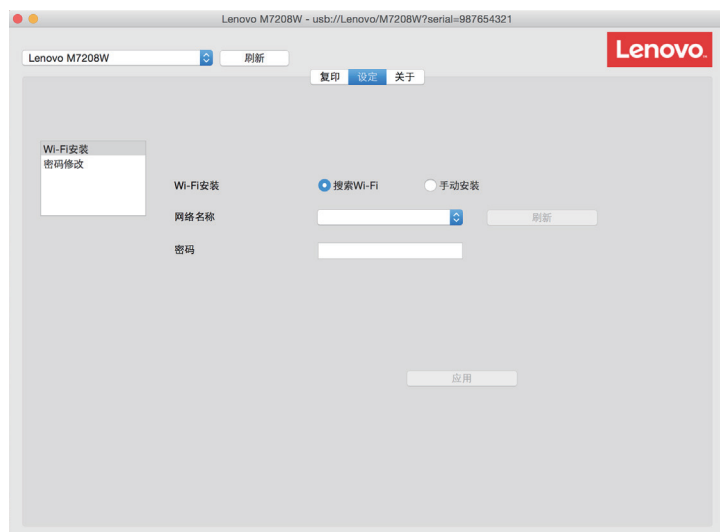 Lenovo M7208W - usb://Lenovo/M7208W?serial=987654321
Lenovo M7208W 刷新
Lenovo
复印 设定 关于
Wi-Fi安装
密码修改
Wi-Fi安装 搜索Wi-Fi 手动安装
网络名称 刷新
密码
应用